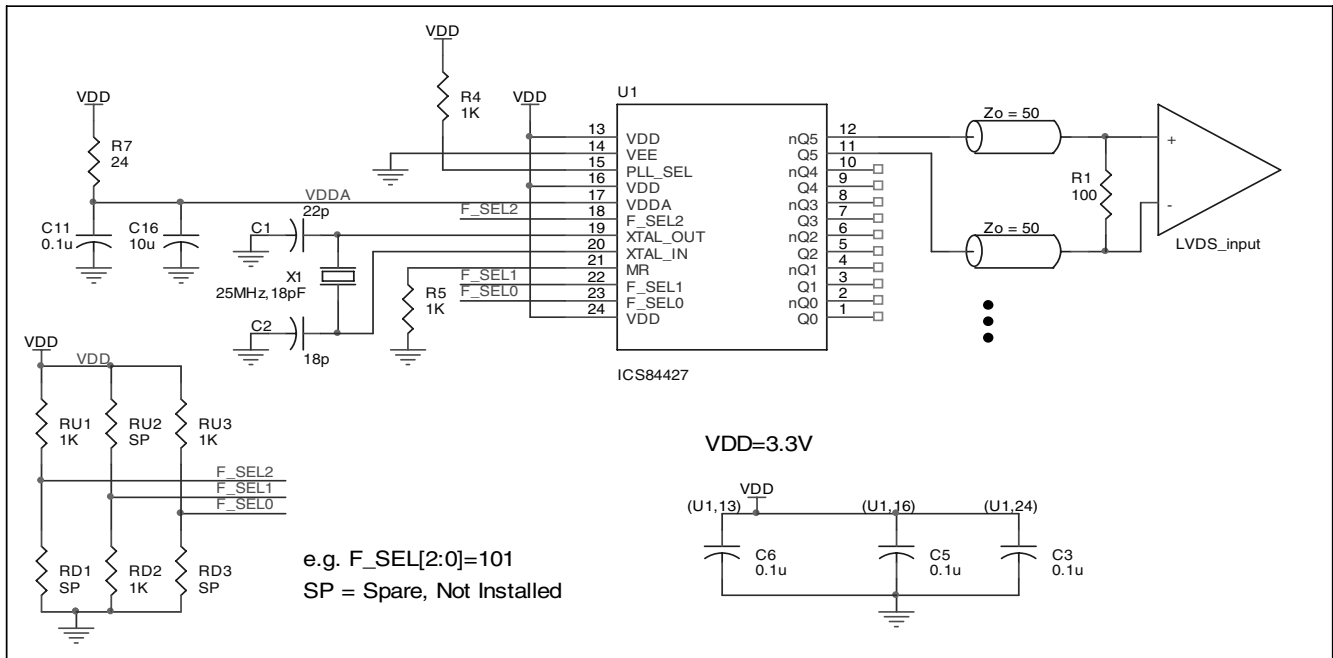 VDD
R4
1K
VDD
R7
24
VDD
U1
13
14
15
16
17
18
19
20
21
22
23
24
VDD
VEE
PLL_SEL
VDD
VDDA
F_SEL2
XTAL_OUT
XTAL_IN
MR
F_SEL1
F_SEL0
VDD
nQ5
Q5
nQ4
Q4
nQ3
Q3
nQ2
Q2
nQ1
Q1
nQ0
Q0
12
11
10
9
8
7
6
5
4
3
2
1
ICS84427
Zo = 50
R1
100
Zo = 50
+
-
LVDS_input
C11
0.1u
C16
10u
VDDA
22p
C1
F_SEL2
X1
25MHz,18pF
C2
18p
R5
1K
F_SEL1
F_SEL0
VDD
VDD
RU1
1K
RU2
SP
RU3
1K
F_SEL2
F_SEL1
F_SEL0
RD1
SP
RD2
1K
RD3
SP
e.g. F_SEL[2:0]=101
SP = Spare, Not Installed
VDD=3.3V
(U1,13)
VDD
(U1,16)
(U1,24)
C6
0.1u
C5
0.1u
C3
0.1u